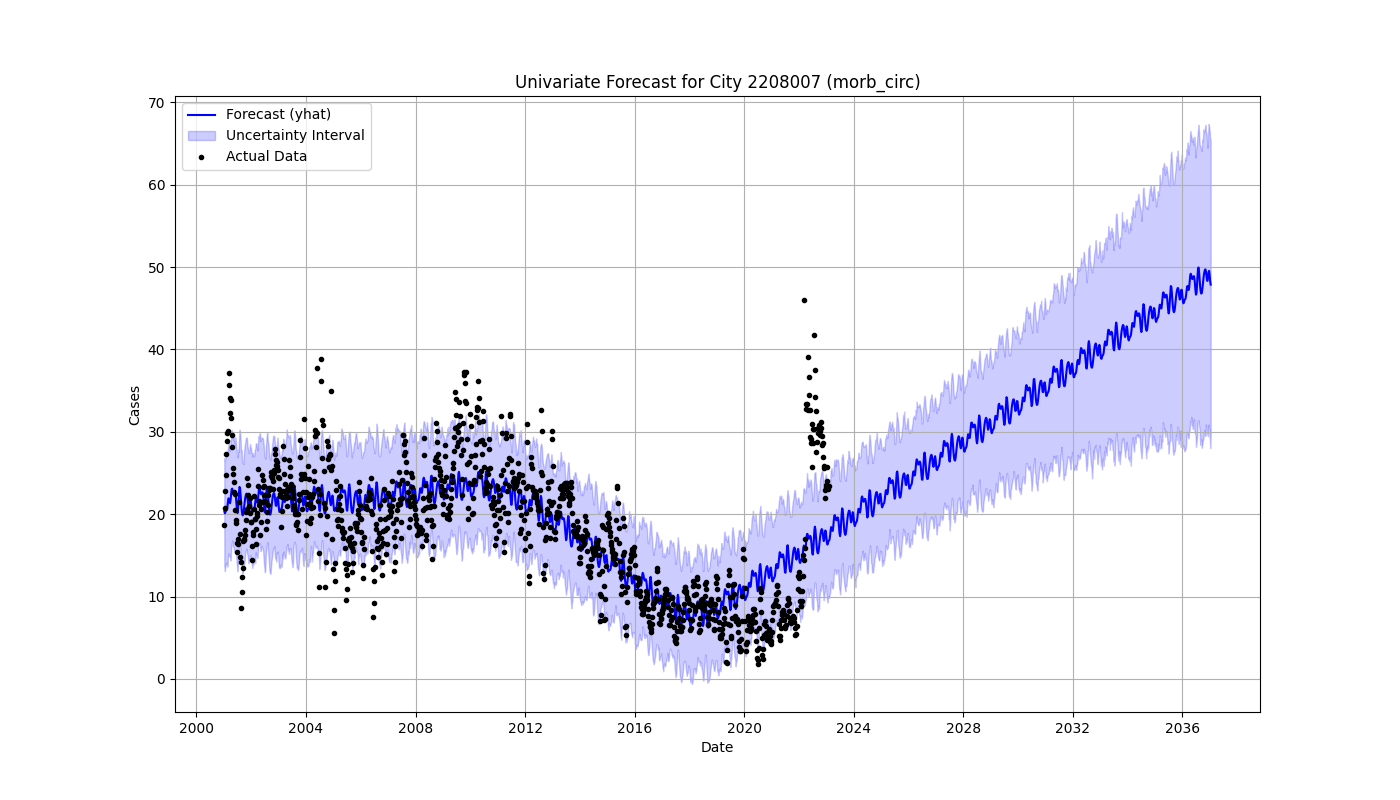 Univariate Forecast for City 2208007 (morb_circ)
Forecast (yhat)
Uncertainty Interval
Actual Data
70
60
50
40
30
20
10
0
Cases
2000 2004 2008 2012 2016 2020 2024 2028 2032 2036
Date